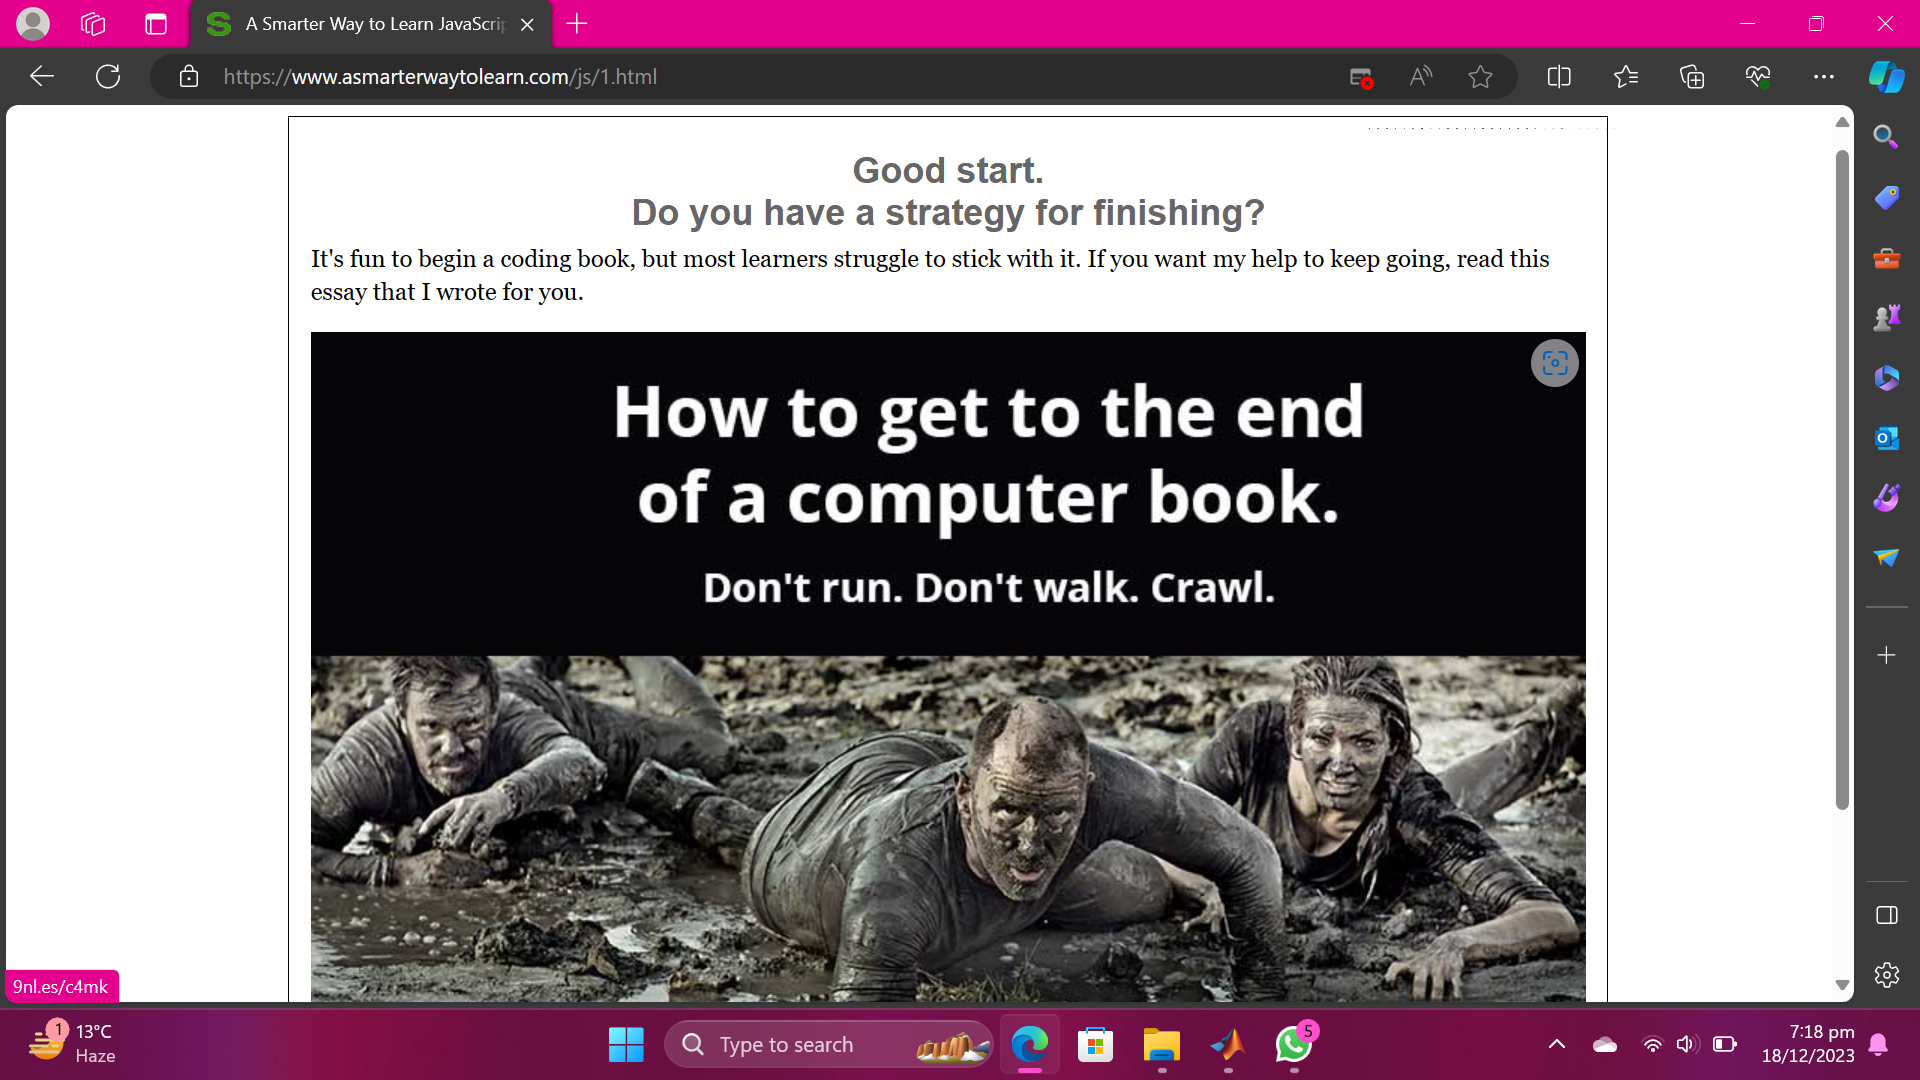 A Smarter Way to Learn JavaScrip
https://www.asmarterwaytolearn.com/js/1.html
Good start.
Do you have a strategy for finishing?
It's fun to begin a coding book, but most learners struggle to stick with it. If you want my help to keep going, read this
essay that I wrote for you.
How to get to the end
of a computer book.
Don't run. Don't walk. Crawl.
9nl.es/c4mk
1
13°C
Haze
Type to search
5
7:18 pm
18/12/2023